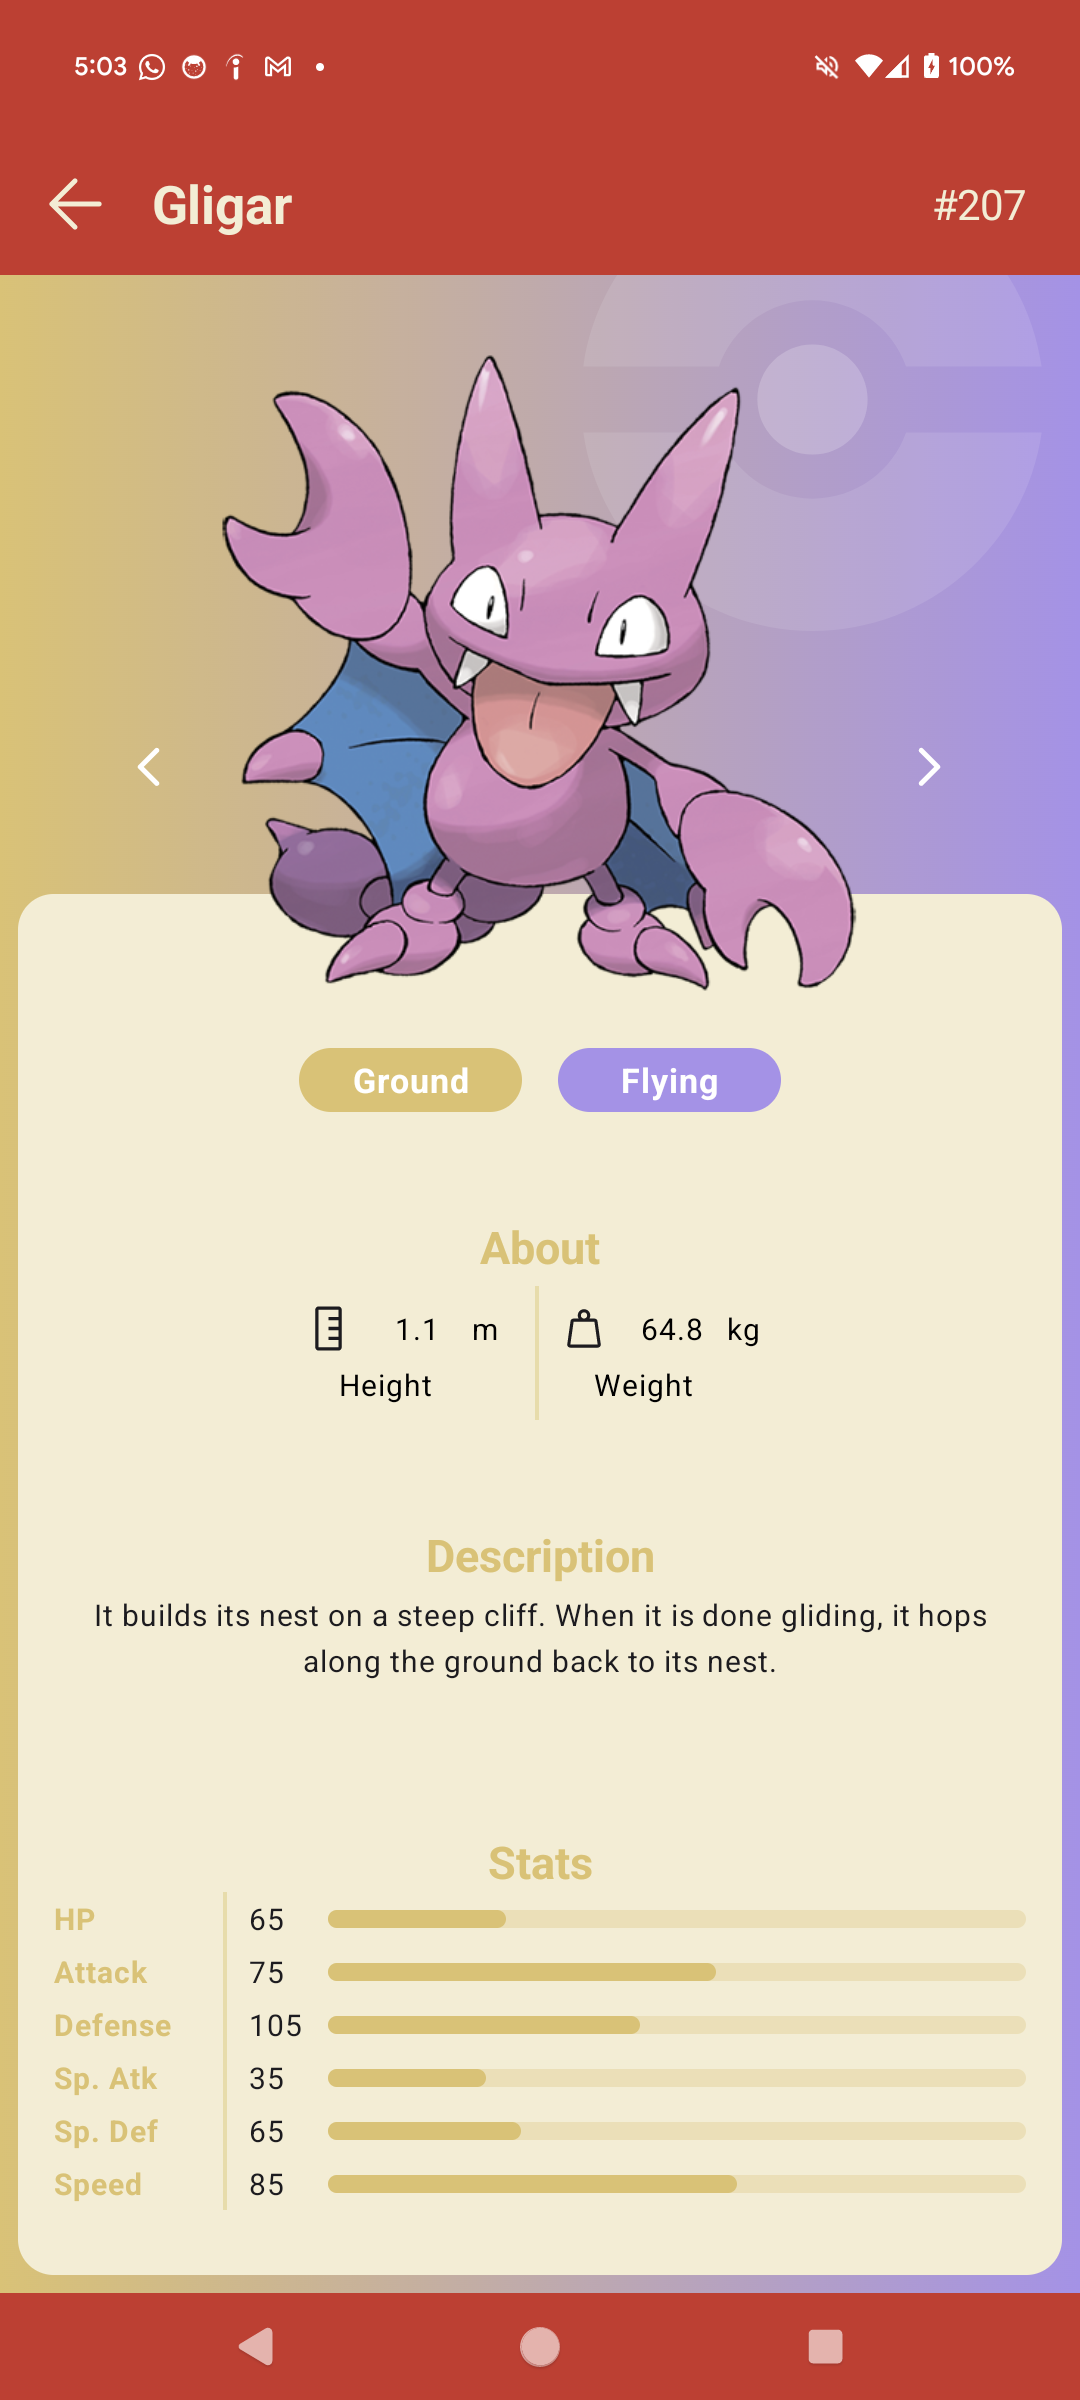 5:03
100%
Gligar
#207
Ground
Flying
About
1.1 m
64.8 kg
Height
Weight
Description
It builds its nest on a steep cliff. When it is done gliding, it hops
along the ground back to its nest.
Stats
HP 65
Attack 75
Defense 105
Sp. Atk 35
Sp. Def 65
Speed 85